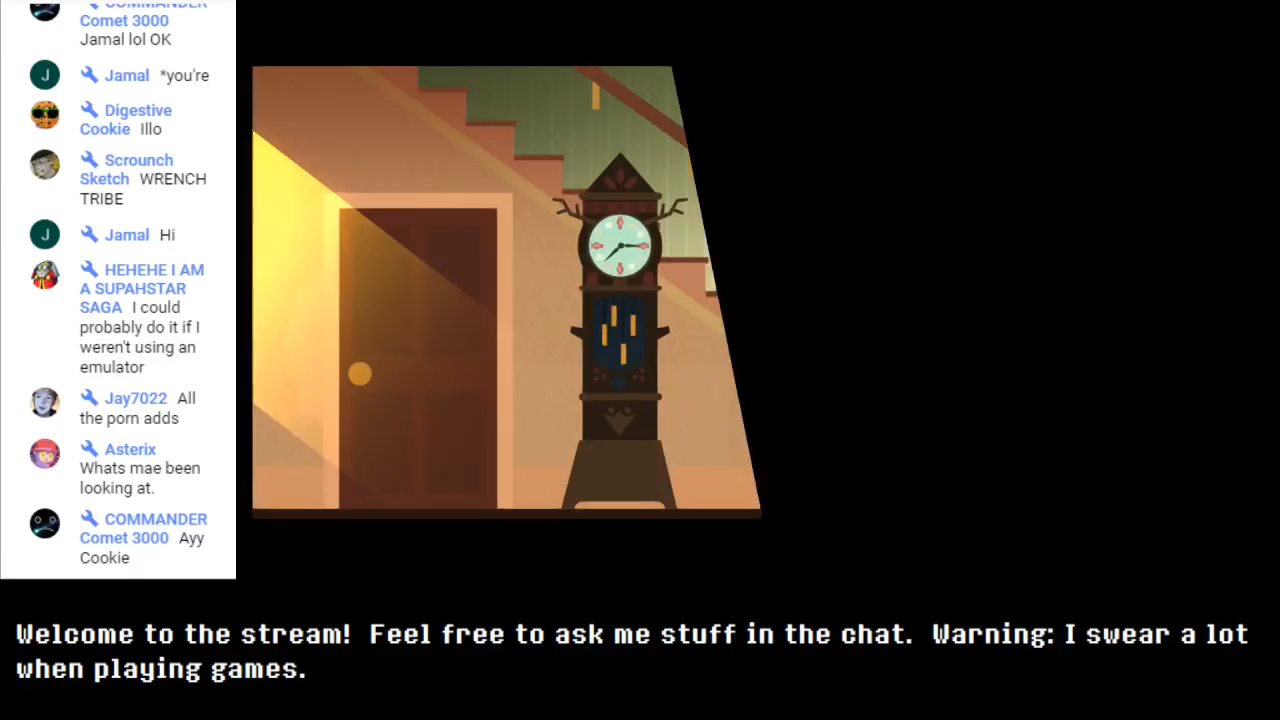 COMMANDER
Comet 3000
Jamal lol OK
J
Jamal *you're
Digestive
Cookie Illo
Scrounch
Sketch WRENCH
TRIBE
J
Jamal Hi
HEHEHE I AM
A SUPAHSTAR
SAGA I could
probably do it if I
weren't using an
emulator
Jay7022 All
the porn adds
Asterix
Whats mae been
looking at.
COMMANDER
Comet 3000 Ayy
Cookie
Welcome to the stream! Feel free to ask me stuff in the chat. Warning: I swear a lot
when playing games.